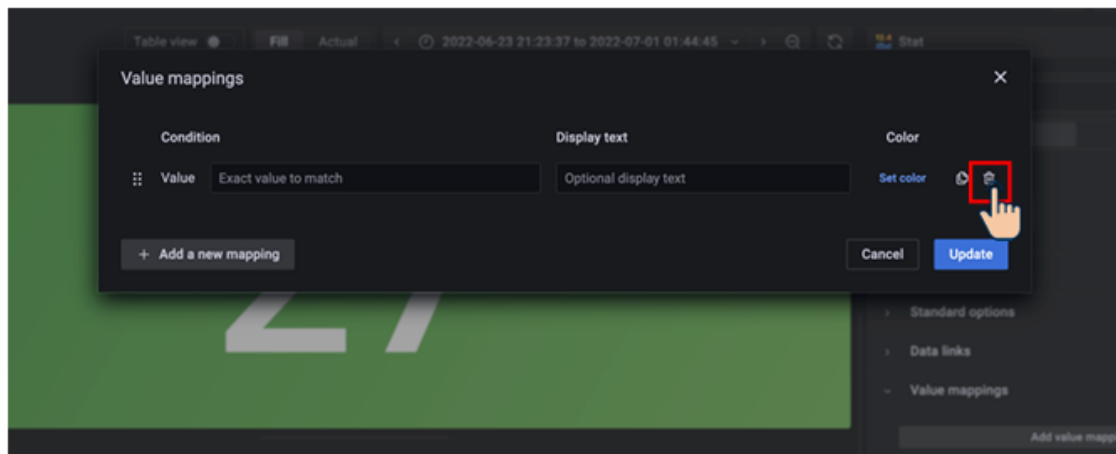 Table view Fill Actual 2022-06-23 21:23:37 to 2022-07-01 01:44:45 Stat
Value mappings
Condition Display text Color
Value Exact value to match Optional display text Set color
+ Add a new mapping Cancel Update
27
Standard options
Data links
Value mappings
Add value mapp